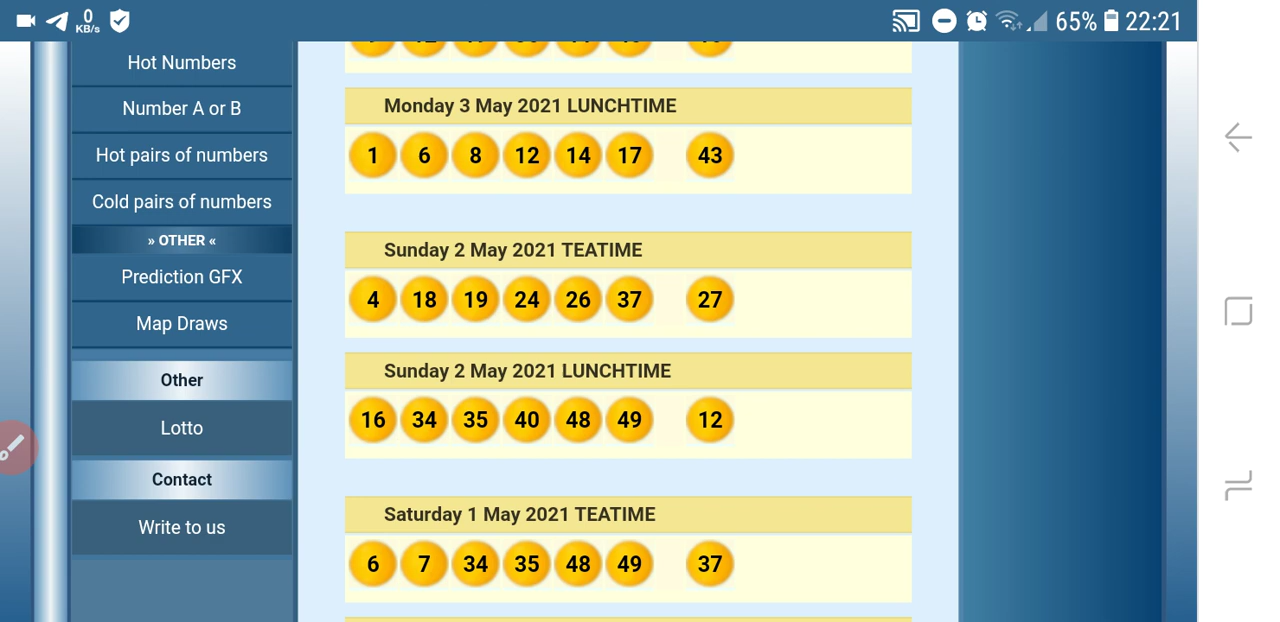 0 KB/s
65% 22:21
Hot Numbers
Number A or B
Hot pairs of numbers
Cold pairs of numbers
» OTHER «
Prediction GFX
Map Draws
Other
Lotto
Contact
Write to us
Monday 3 May 2021 LUNCHTIME
1 6 8 12 14 17 43
Sunday 2 May 2021 TEATIME
4 18 19 24 26 37 27
Sunday 2 May 2021 LUNCHTIME
16 34 35 40 48 49 12
Saturday 1 May 2021 TEATIME
6 7 34 35 48 49 37